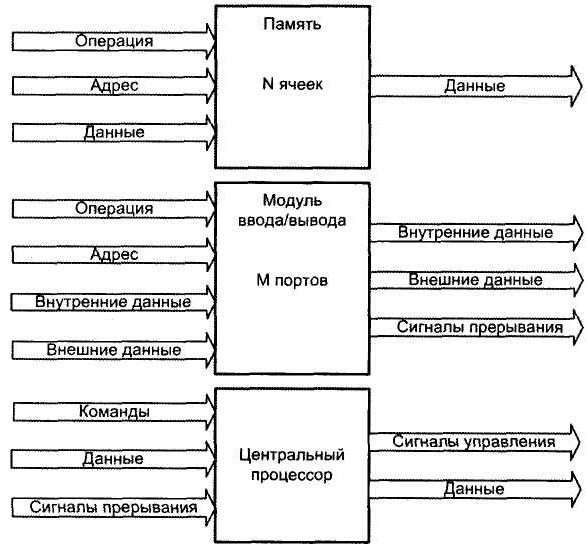 Память
Операция
Адрес
N ячеек
Данные
Данные
Модуль
ввода/вывода
Операция
Внутренние данные
Адрес
М портов
Внешние данные
Внутренние данные
Сигналы прерывания
Внешние данные
Команды
Сигналы управления
Данные
Центральный
процессор
Данные
Сигналы прерывания